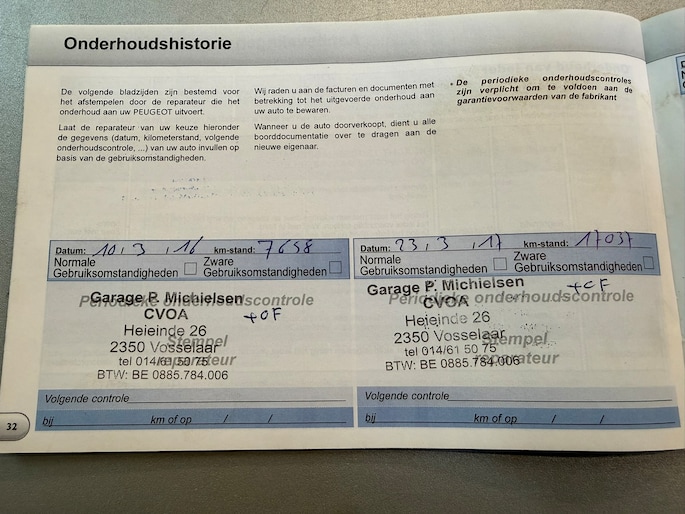 Onderhoudshistorie
De volgende bladzijden zijn bestemd voor
het afstempelen door de reparateur die het
onderhoud aan uw PEUGEOT uitvoert.
Laat de reparateur van uw keuze hieronder
de gegevens (datum, kilometerstand, volgende
onderhoudscontrole, ...) van uw auto invullen op
basis van de gebruiksomstandigheden.
Wij raden u aan de facturen en documenten met
betrekking tot het uitgevoerde onderhoud aan
uw auto te bewaren.
Wanneer u de auto doorverkoopt, dient u alle
boorddocumentatie over te dragen aan de
nieuwe eigenaar.
• De periodieke onderhoudscontroles
zijn verplicht om te voldoen aan de
garantievoorwaarden van de fabrikant
Datum: 10, 3, 16 km-stand: 7658
Normale Zware
Gebruiksomstandigheden Gebruiksomstandigheden
Periodieke onderhoudscontrole
Garage P. Michielsen
CVOA
+OF
Heieinde 26
Stempel
2350 Vosselaar
reparateur
tel 014/61 50 75
BTW: BE 0885.784.006
Volgende controle
bij km of op / /
Datum: 23, 3, 17 km-stand: 17037
Normale Zware
Gebruiksomstandigheden Gebruiksomstandigheden
Garage P. Michielsen
Periodieke onderhoudscontrole
CVOA
Heieinde 26
Stempel
2350 Vosselaar
tel 014/61 50 75
reparateur
BTW: BE 0885.784.006
Volgende controle
bij km of op / /
32